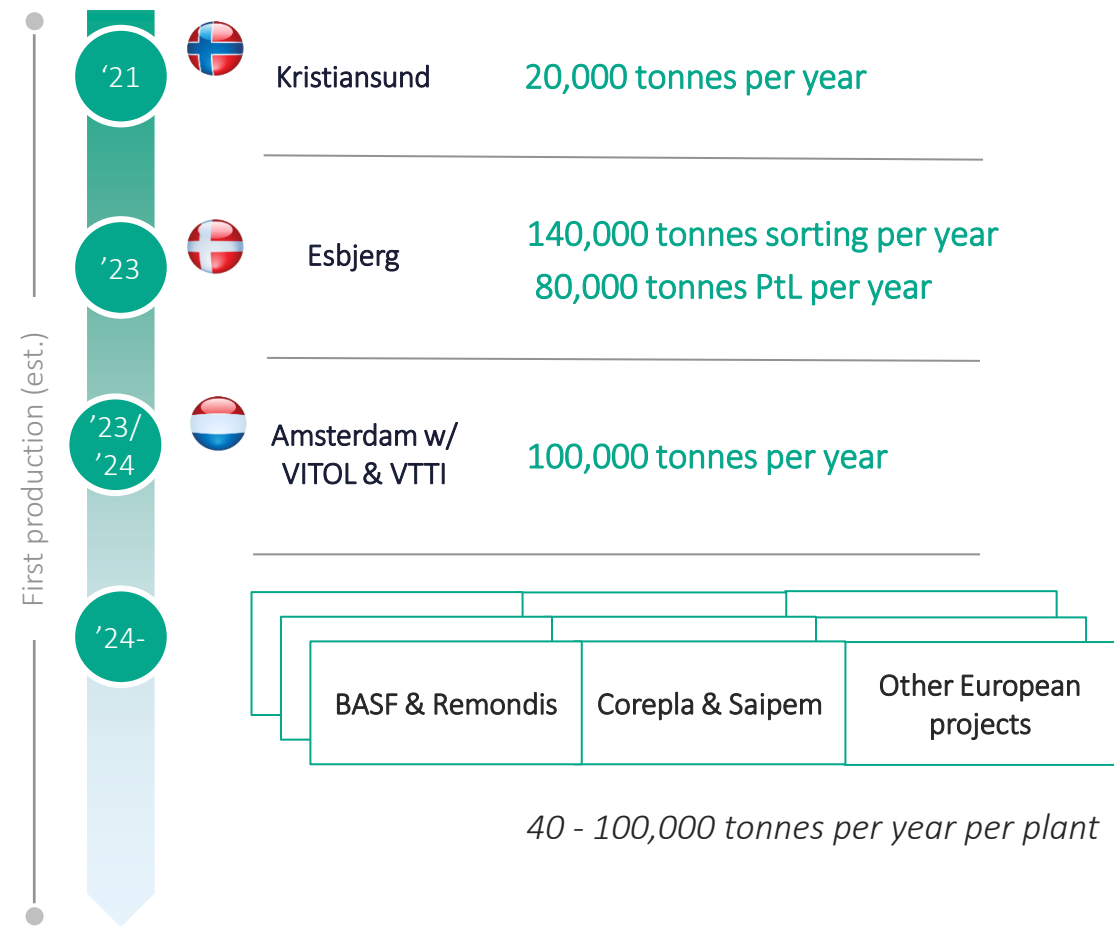 First production (est.)
‘21
Kristiansund
20,000 tonnes per year
’23
Esbjerg
140,000 tonnes sorting per year
80,000 tonnes PtL per year
’23/
’24
Amsterdam w/
VITOL & VTTI
100,000 tonnes per year
’24-
BASF & Remondis
Corepla & Saipem
Other European
projects
40 - 100,000 tonnes per year per plant